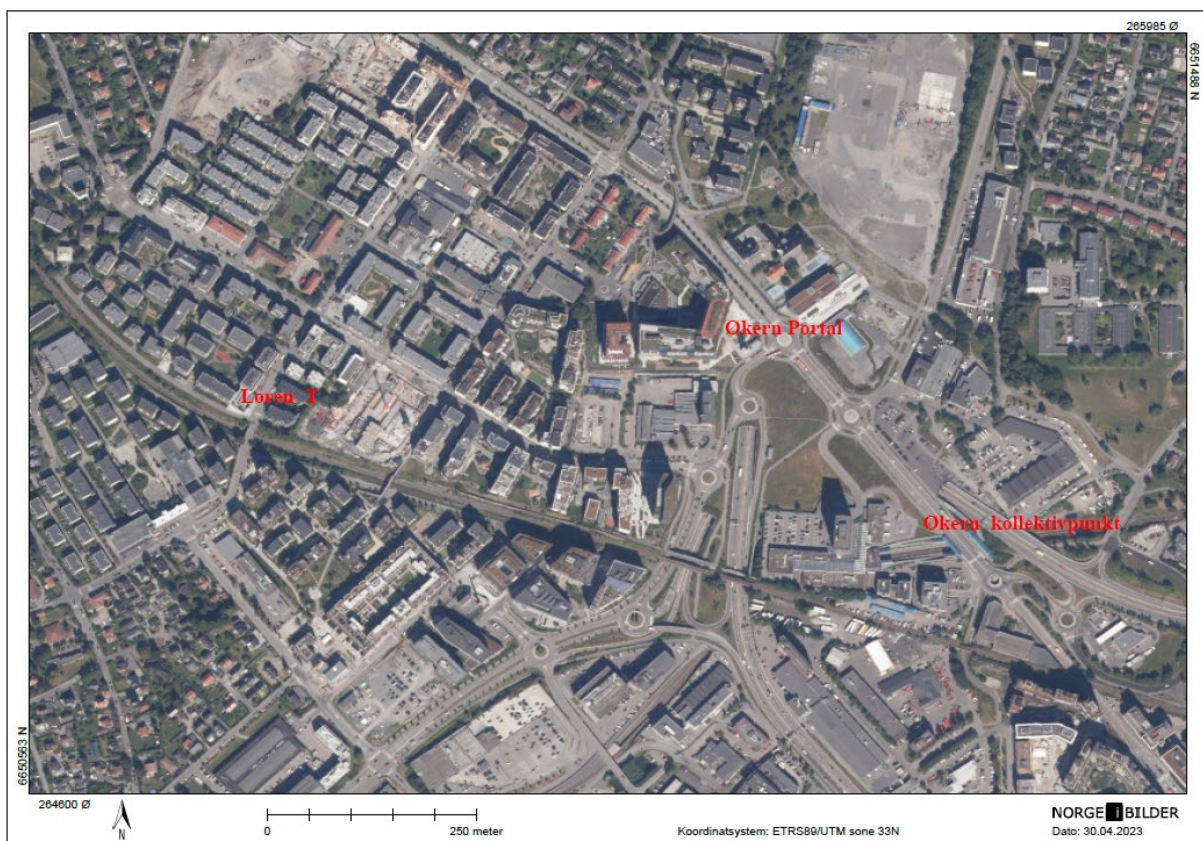 265985 Ø
6651488 N
Økern Portal
Løren T
Økern kollektivpunkt
6650563 N
264600 Ø
N
0 250 meter
Koordinatsystem: ETRS89/UTM sone 33N
NORGE i BILDER
Dato: 30.04.2023